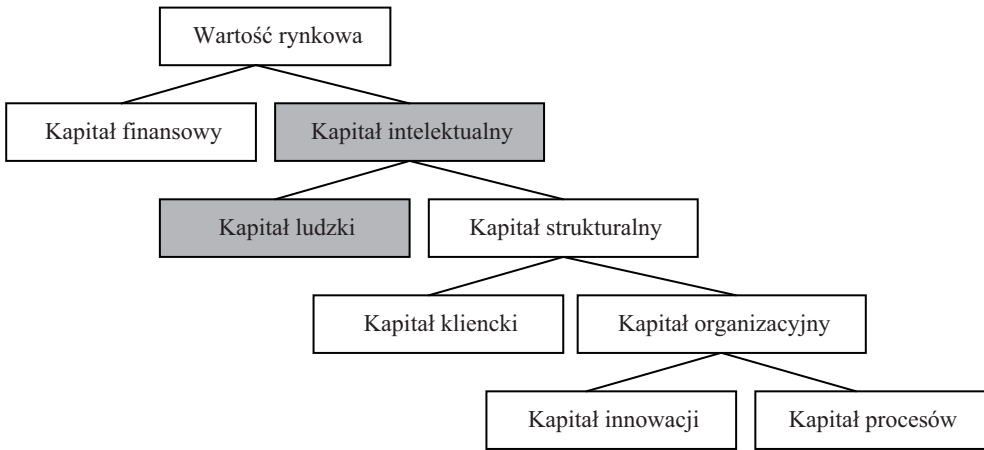 Wartość rynkowa
Kapitał finansowy
Kapitał intelektualny
Kapitał ludzki
Kapitał strukturalny
Kapitał kliencki
Kapitał organizacyjny
Kapitał innowacji
Kapitał procesów